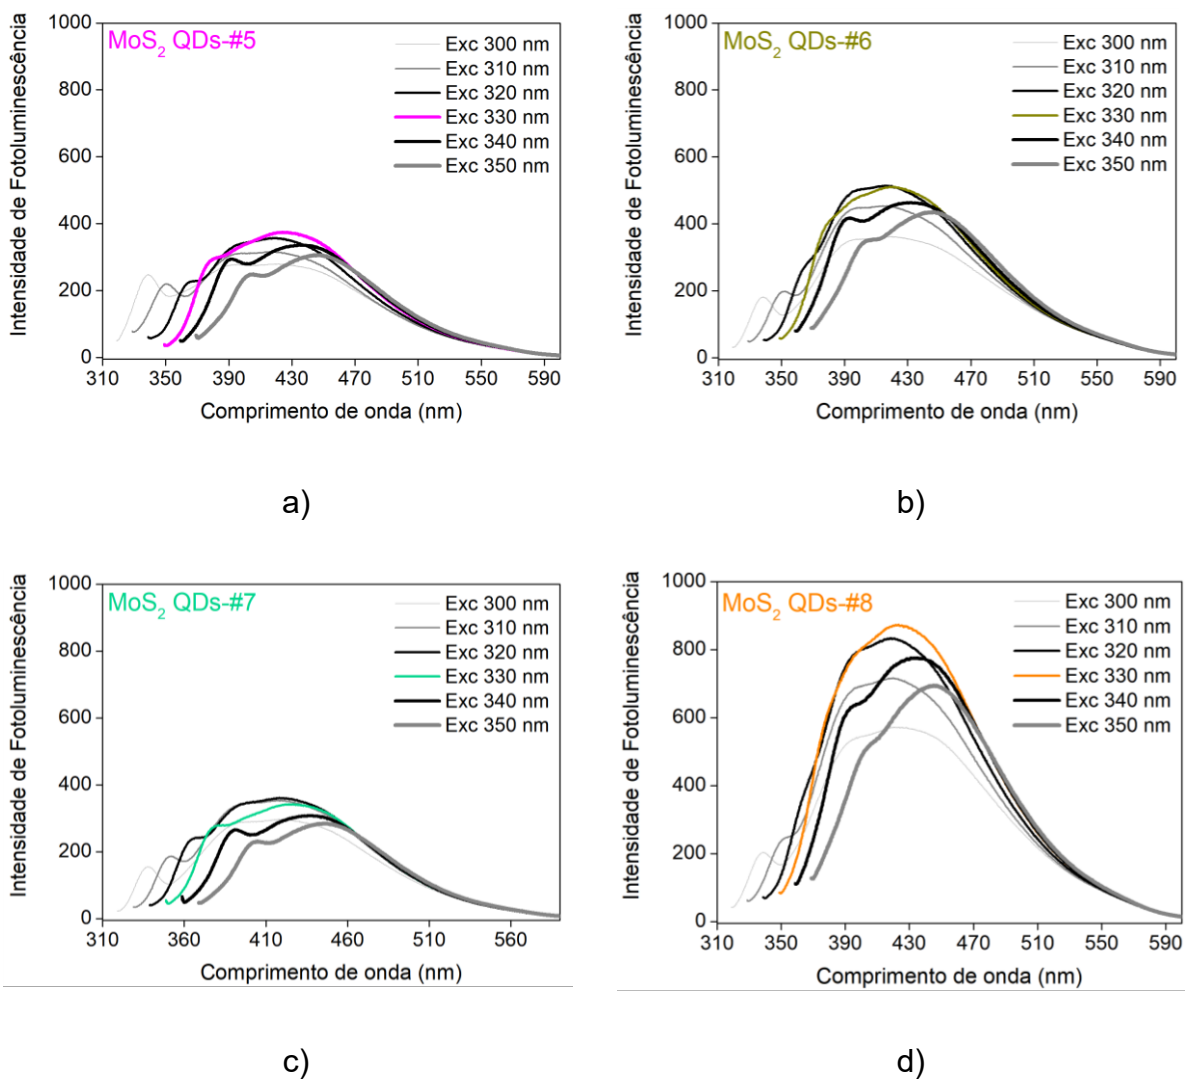 MoS2 QDs-#5
Intensidade de Fotoluminescência
1000
800
600
400
200
0
310 350 390 430 470 510 550 590
Comprimento de onda (nm)
Exc 300 nm
Exc 310 nm
Exc 320 nm
Exc 330 nm
Exc 340 nm
Exc 350 nm
a)
MoS2 QDs-#6
Intensidade de Fotoluminescência
1000
800
600
400
200
0
310 350 390 430 470 510 550 590
Comprimento de onda (nm)
Exc 300 nm
Exc 310 nm
Exc 320 nm
Exc 330 nm
Exc 340 nm
Exc 350 nm
b)
MoS2 QDs-#7
Intensidade de Fotoluminescência
1000
800
600
400
200
0
310 360 410 460 510 560
Comprimento de onda (nm)
Exc 300 nm
Exc 310 nm
Exc 320 nm
Exc 330 nm
Exc 340 nm
Exc 350 nm
c)
MoS2 QDs-#8
Intensidade de Fotoluminescência
1000
800
600
400
200
0
310 350 390 430 470 510 550 590
Comprimento de onda (nm)
Exc 300 nm
Exc 310 nm
Exc 320 nm
Exc 330 nm
Exc 340 nm
Exc 350 nm
d)